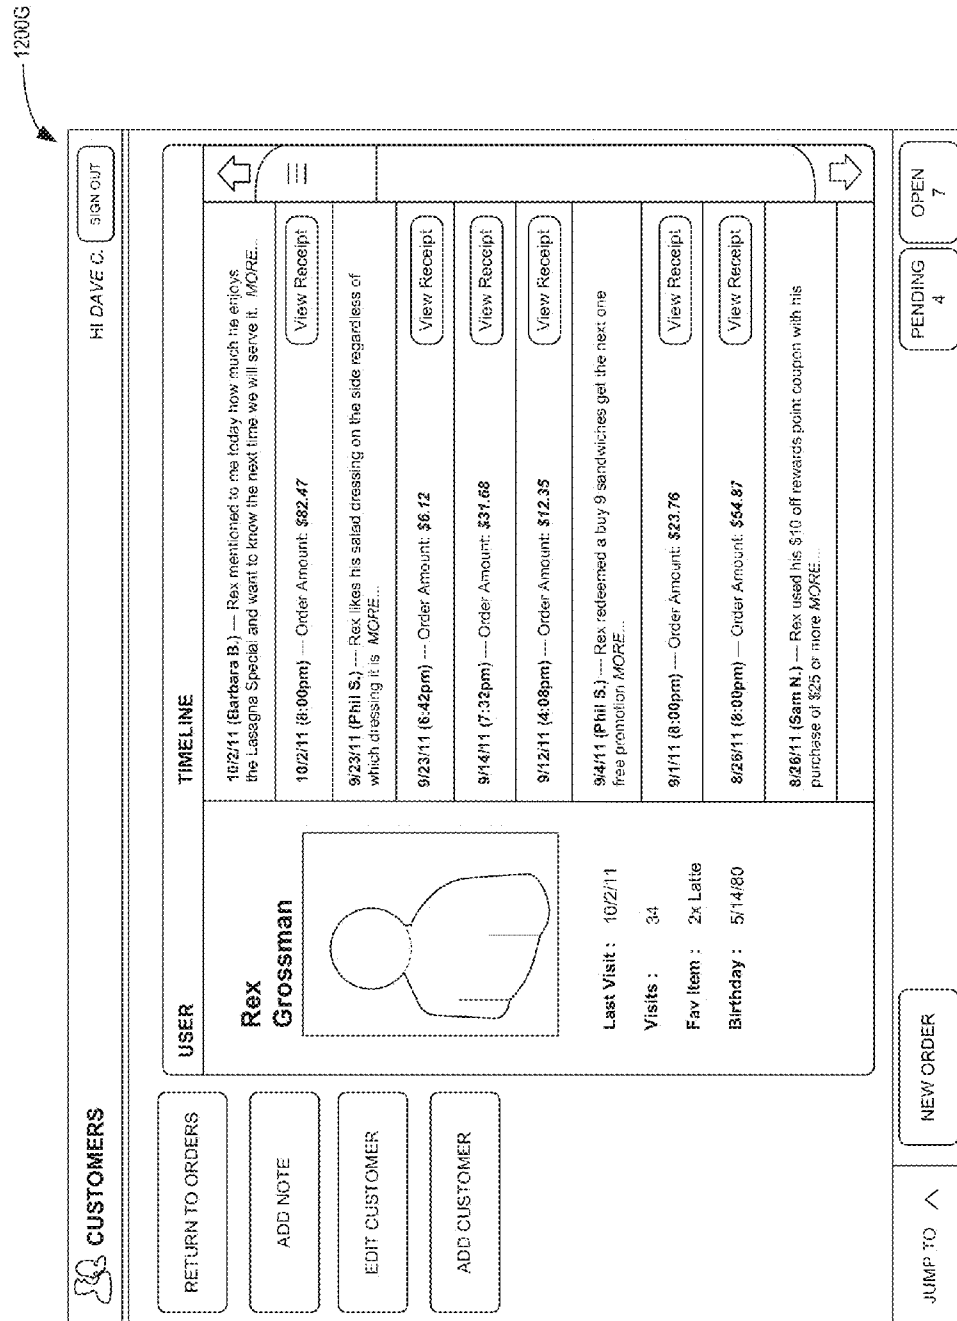 1200G
CUSTOMERS
HI DAVE C.
SIGN OUT
RETURN TO ORDERS
ADD NOTE
EDIT CUSTOMER
ADD CUSTOMER
USER
Rex
Grossman
Last Visit : 10/2/11
Visits : 34
Fav Item : 2x Latte
Birthday : 5/14/80
TIMELINE
10/2/11 (Barbara B.) — Rex mentioned to me today how much he enjoys
the Lasagna Special and want to know the next time we will serve it. MORE...
10/2/11 (8:00pm) — Order Amount: $82.47
View Receipt
9/23/11 (Phil S.) — Rex likes his salad dressing on the side regardless of
which dressing it is MORE...
9/23/11 (6:42pm) — Order Amount: $6.12
View Receipt
9/14/11 (7:32pm) — Order Amount: $31.68
View Receipt
9/12/11 (4:08pm) — Order Amount: $12.35
View Receipt
9/4/11 (Phil S.) — Rex redeemed a buy 9 sandwiches get the next one
free promotion MORE...
9/1/11 (8:00pm) — Order Amount: $23.76
View Receipt
8/26/11 (8:00pm) — Order Amount: $54.87
View Receipt
8/26/11 (Sam N.) — Rex used his $10 off rewards point coupon with his
purchase of $25 or more MORE...
JUMP TO
NEW ORDER
PENDING
4
OPEN
7